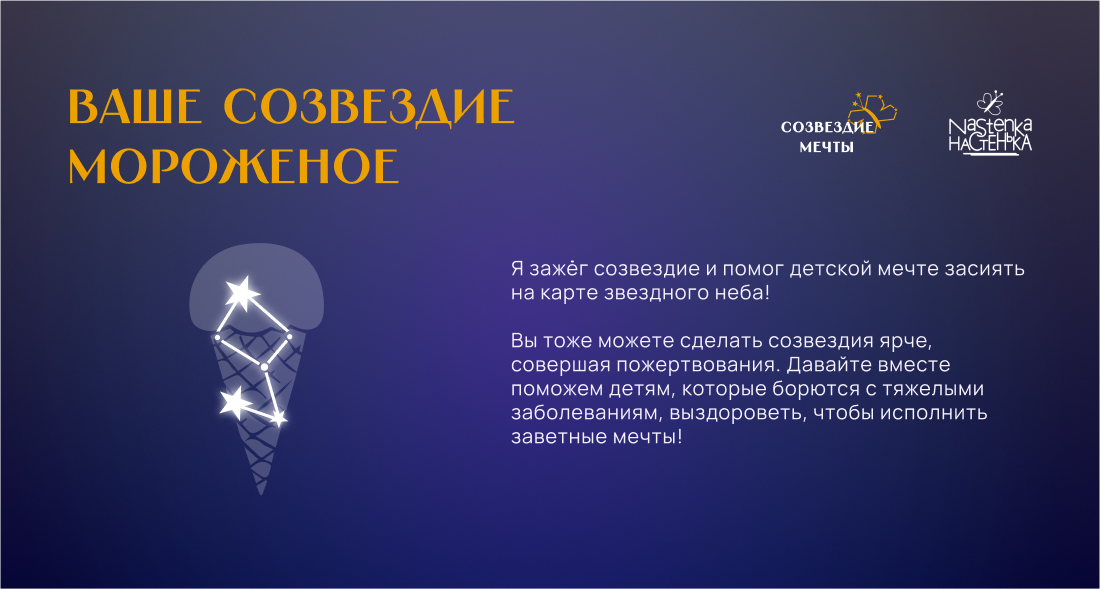 ВАШЕ СОЗВЕЗДИЕ
МОРОЖЕНОЕ
СОЗВЕЗДИЕ
МЕЧТЫ
Nastenka
НАСТЕНЬКА
Я зажёг созвездие и помог детской мечте засиять
на карте звездного неба!
Вы тоже можете сделать созвездия ярче,
совершая пожертвования. Давайте вместе
поможем детям, которые борются с тяжелыми
заболеваниям, выздороветь, чтобы исполнить
заветные мечты!